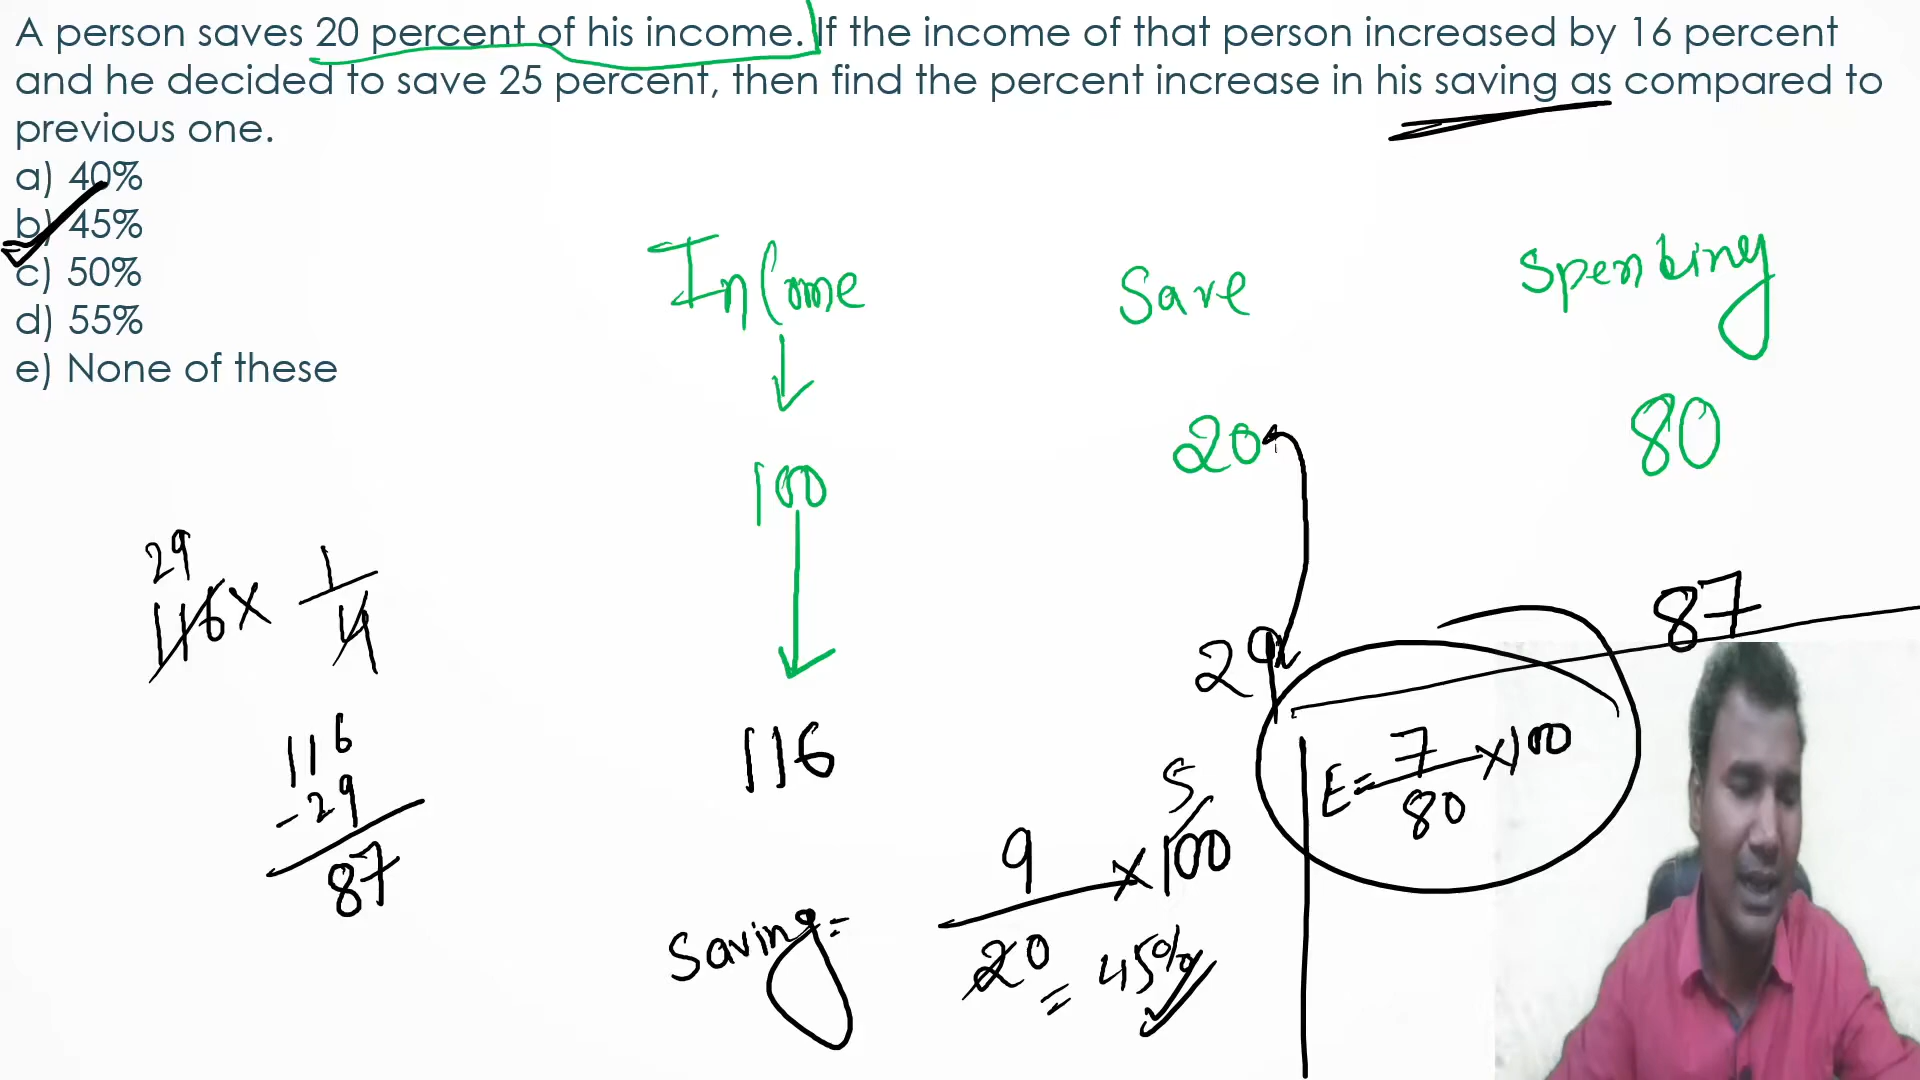 A person saves 20 percent of his income. If the income of that person increased by 16 percent
and he decided to save 25 percent, then find the percent increase in his saving as compared to
previous one.
a) 40%
b) 45%
c) 50%
d) 55%
e) None of these
Income
Save
Spending
100
20
80
29
116 x 1/4
116
29
87
116
- 29
87
E = 7/80 x 100
5
Saving = 9/20 x 100
= 45%